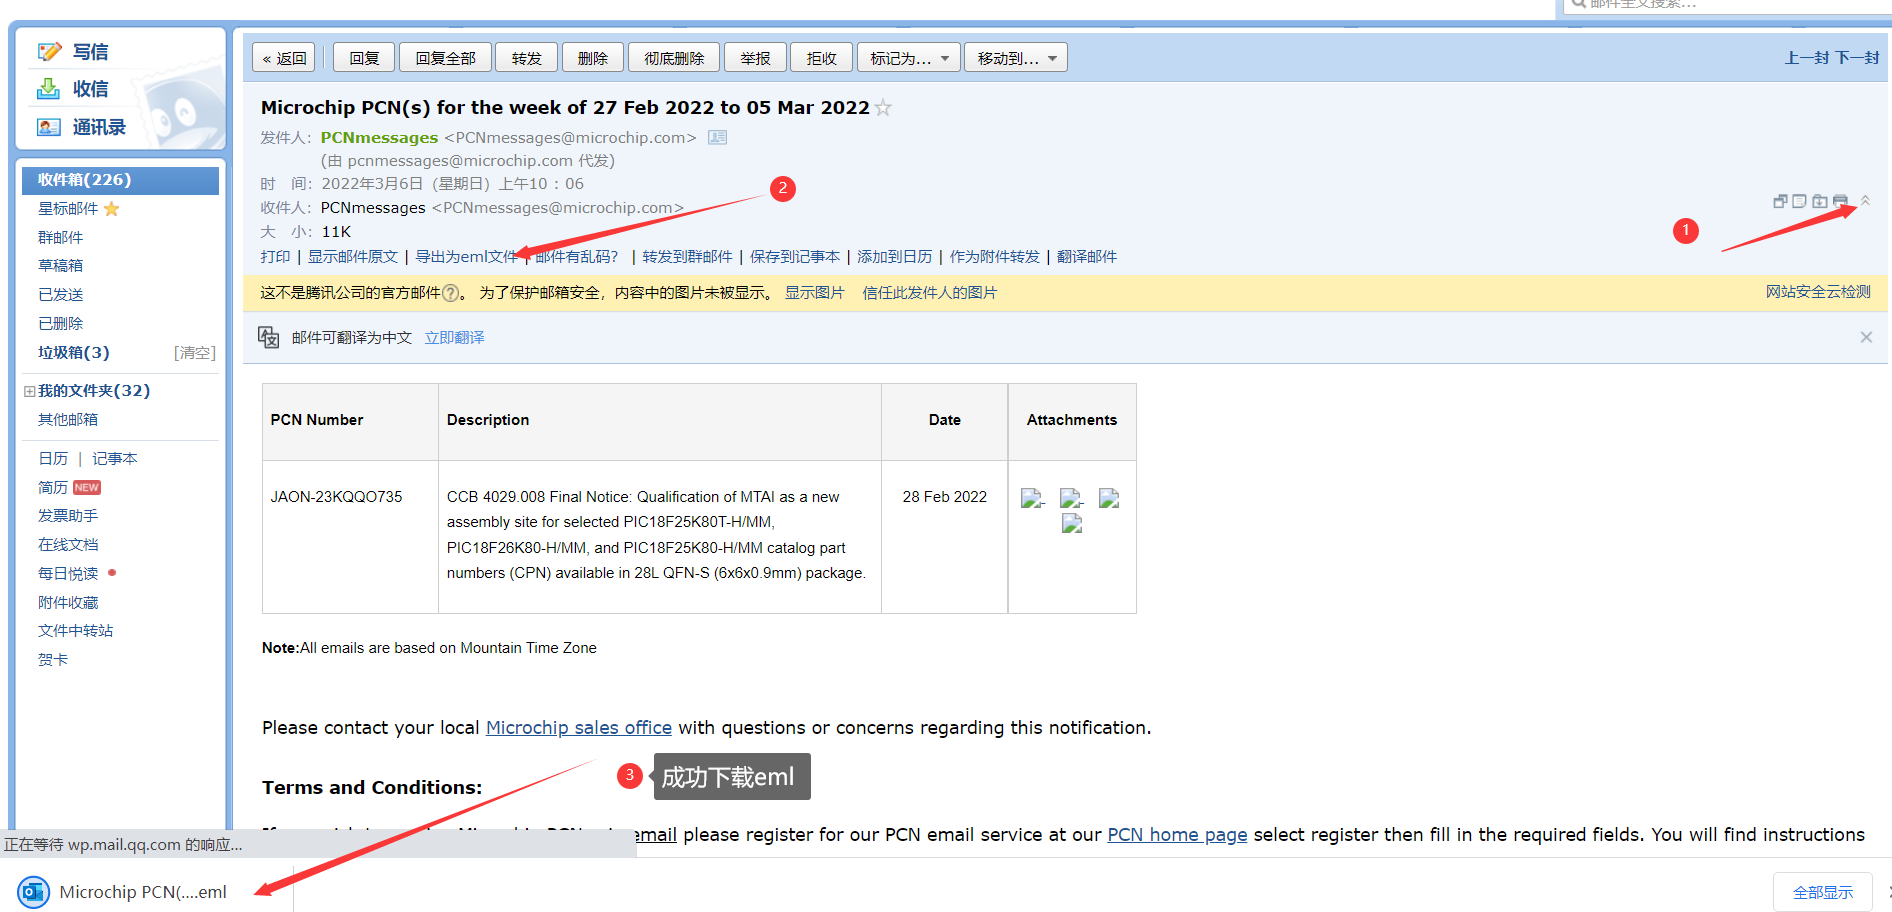 邮件全文搜索...
写信
收信
通讯录
« 返回
回复
回复全部
转发
删除
彻底删除
举报
拒收
标记为...
移动到...
上一封 下一封
Microchip PCN(s) for the week of 27 Feb 2022 to 05 Mar 2022
发件人: PCNmessages <PCNmessages@microchip.com>
(由 pcnmessages@microchip.com 代发)
时 间: 2022年3月6日 (星期日) 上午10:06
收件人: PCNmessages <PCNmessages@microchip.com>
大 小: 11K
打印 | 显示邮件原文 | 导出为eml文件 | 邮件有乱码? | 转发到群邮件 | 保存到记事本 | 添加到日历 | 作为附件转发 | 翻译邮件
2
1
这不是腾讯公司的官方邮件?。 为了保护邮箱安全,内容中的图片未被显示。 显示图片 信任此发件人的图片
网站安全云检测
邮件可翻译为中文 立即翻译
收件箱(226)
星标邮件
群邮件
草稿箱
已发送
已删除
垃圾箱(3) [清空]
我的文件夹(32)
其他邮箱
日历 | 记事本
简历 NEW
发票助手
在线文档
每日悦读
附件收藏
文件中转站
贺卡
PCN Number
Description
Date
Attachments
JAON-23KQQO735
CCB 4029.008 Final Notice: Qualification of MTAI as a new
assembly site for selected PIC18F25K80T-H/MM,
PIC18F26K80-H/MM, and PIC18F25K80-H/MM catalog part
numbers (CPN) available in 28L QFN-S (6x6x0.9mm) package.
28 Feb 2022
Note:All emails are based on Mountain Time Zone
Please contact your local Microchip sales office with questions or concerns regarding this notification.
3
成功下载eml
Terms and Conditions:
email please register for our PCN email service at our PCN home page select register then fill in the required fields. You will find instructions
正在等待 wp.mail.qq.com 的响应...
Microchip PCN(....eml
全部显示